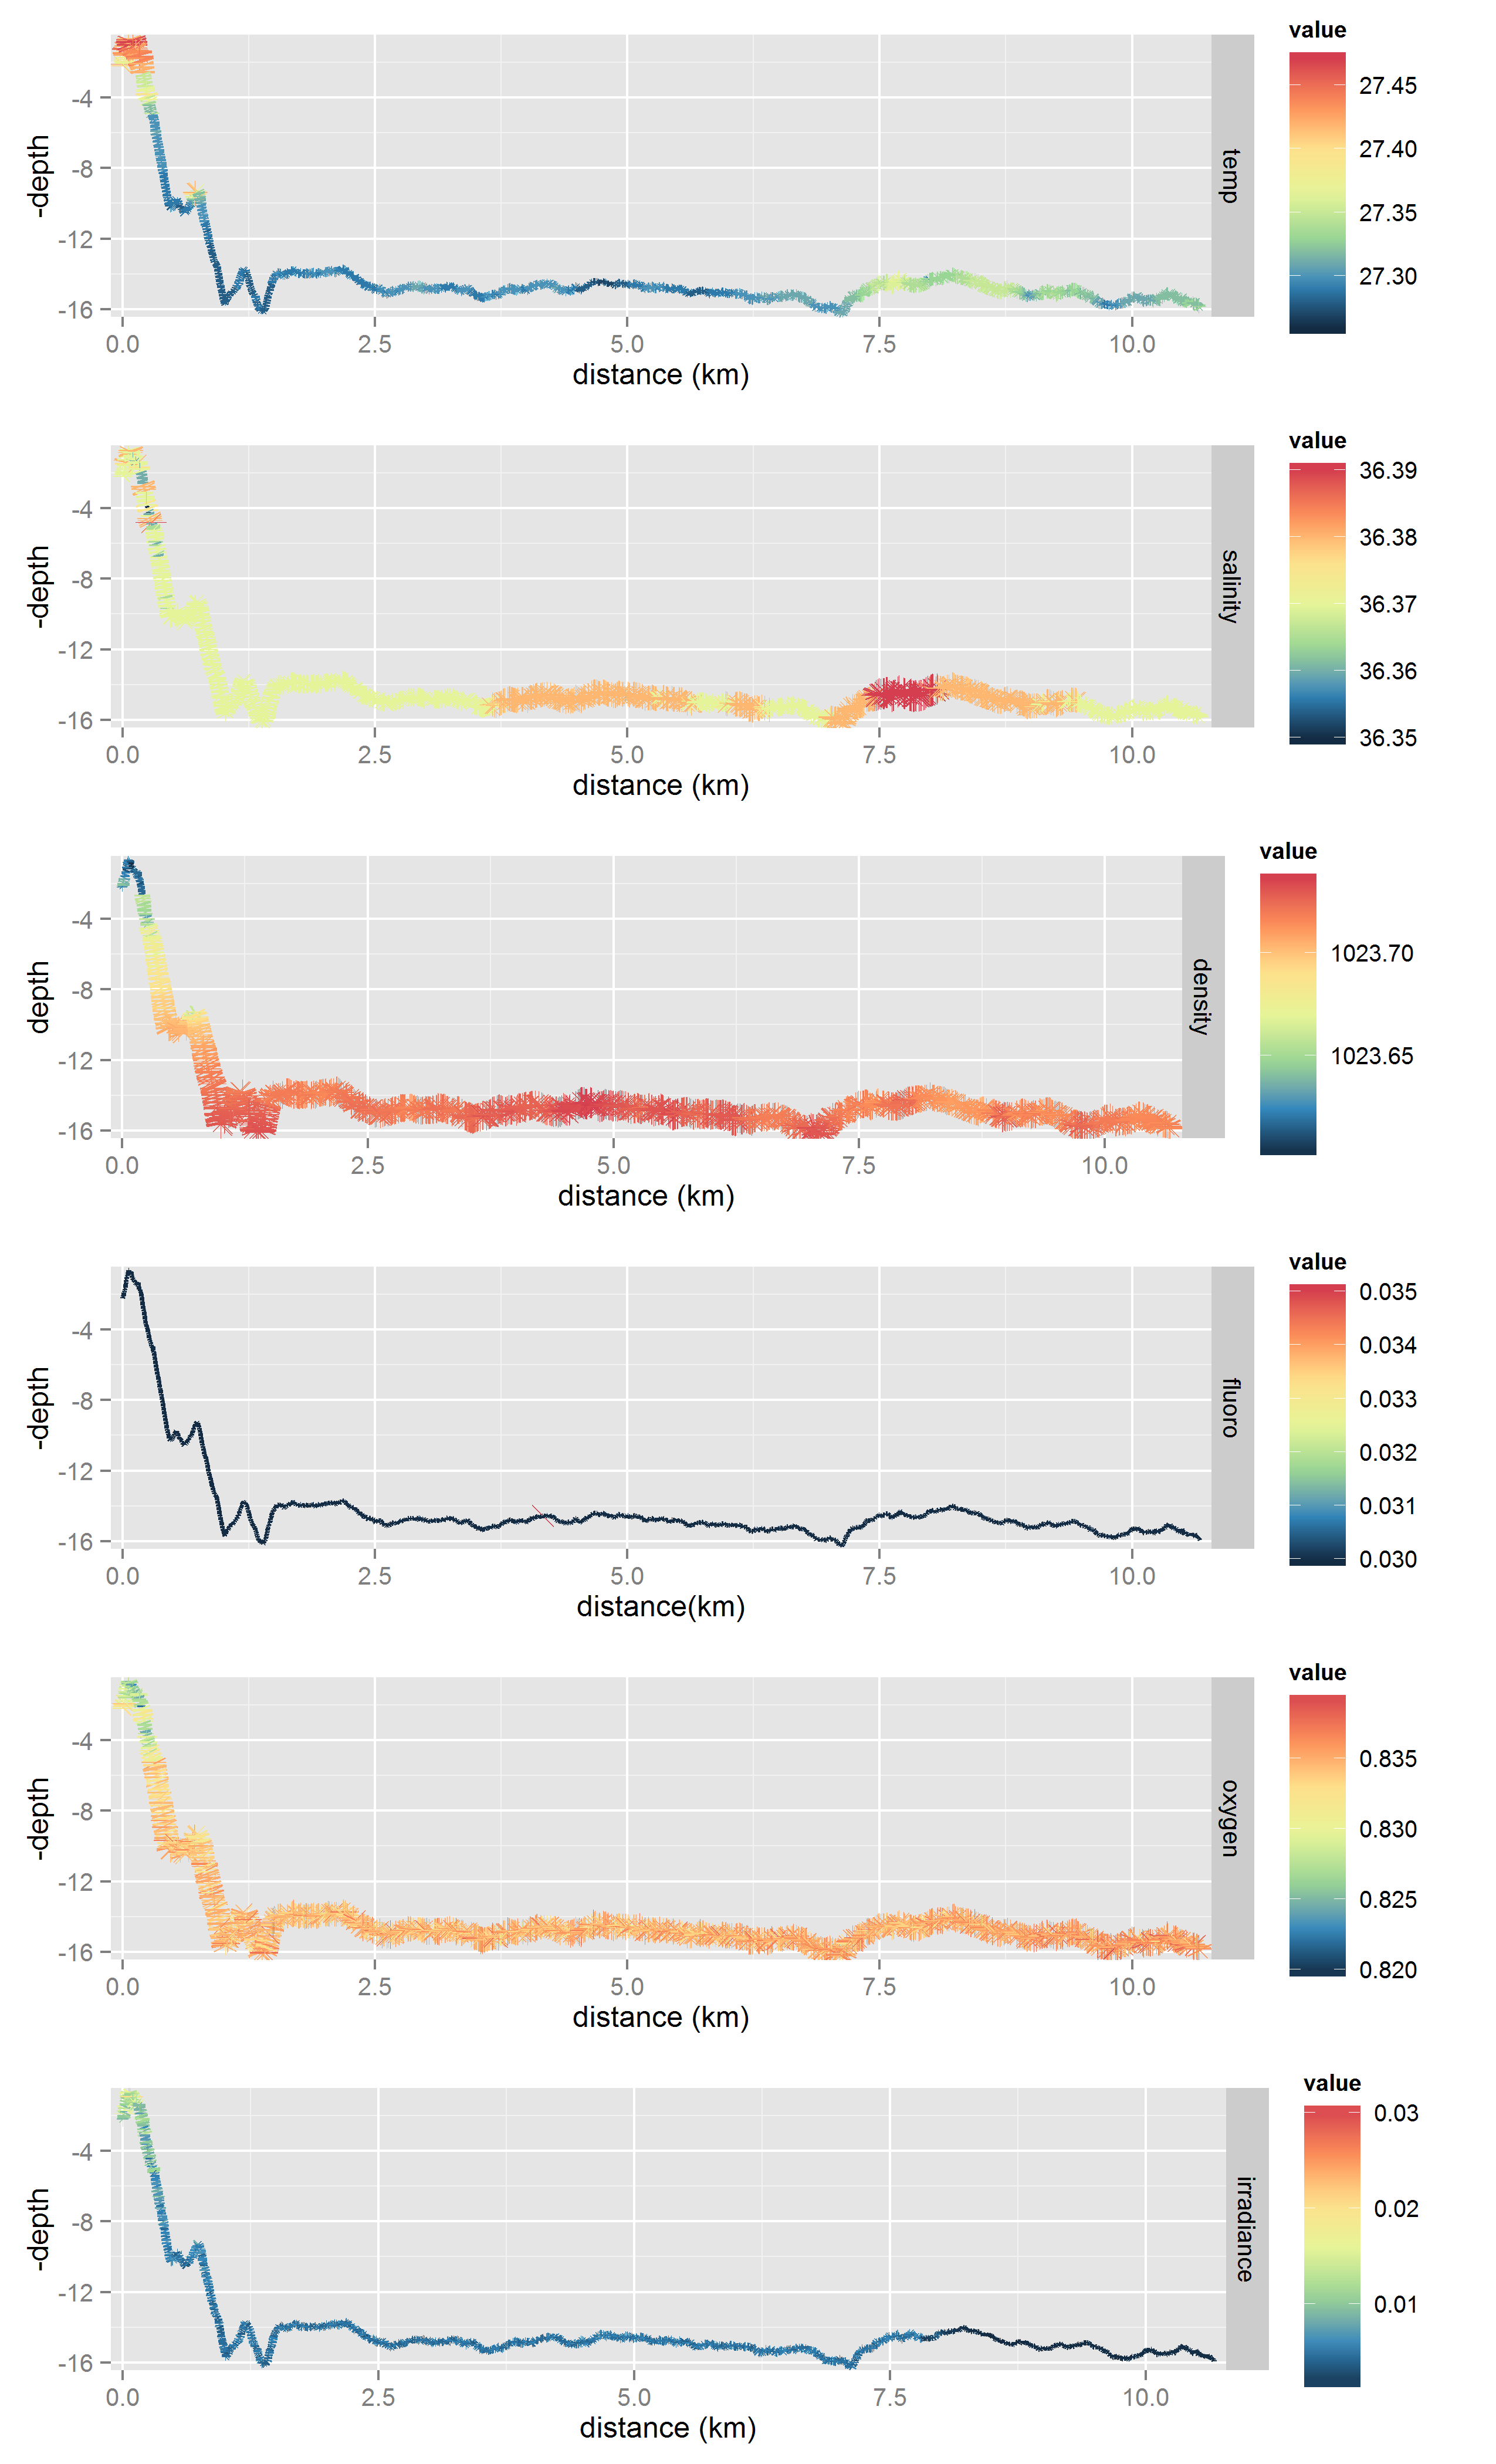 value
27.45
27.40
27.35
27.30
-4
-8
-12
-16
-depth
temp
0.0 2.5 5.0 7.5 10.0
distance (km)
value
36.39
36.38
36.37
36.36
36.35
-4
-8
-12
-16
-depth
salinity
0.0 2.5 5.0 7.5 10.0
distance (km)
value
1023.70
1023.65
-4
-8
-12
-16
depth
density
0.0 2.5 5.0 7.5 10.0
distance (km)
value
0.035
0.034
0.033
0.032
0.031
0.030
-4
-8
-12
-16
-depth
fluoro
0.0 2.5 5.0 7.5 10.0
distance(km)
value
0.835
0.830
0.825
0.820
-4
-8
-12
-16
-depth
oxygen
0.0 2.5 5.0 7.5 10.0
distance (km)
value
0.03
0.02
0.01
-4
-8
-12
-16
-depth
irradiance
0.0 2.5 5.0 7.5 10.0
distance (km)